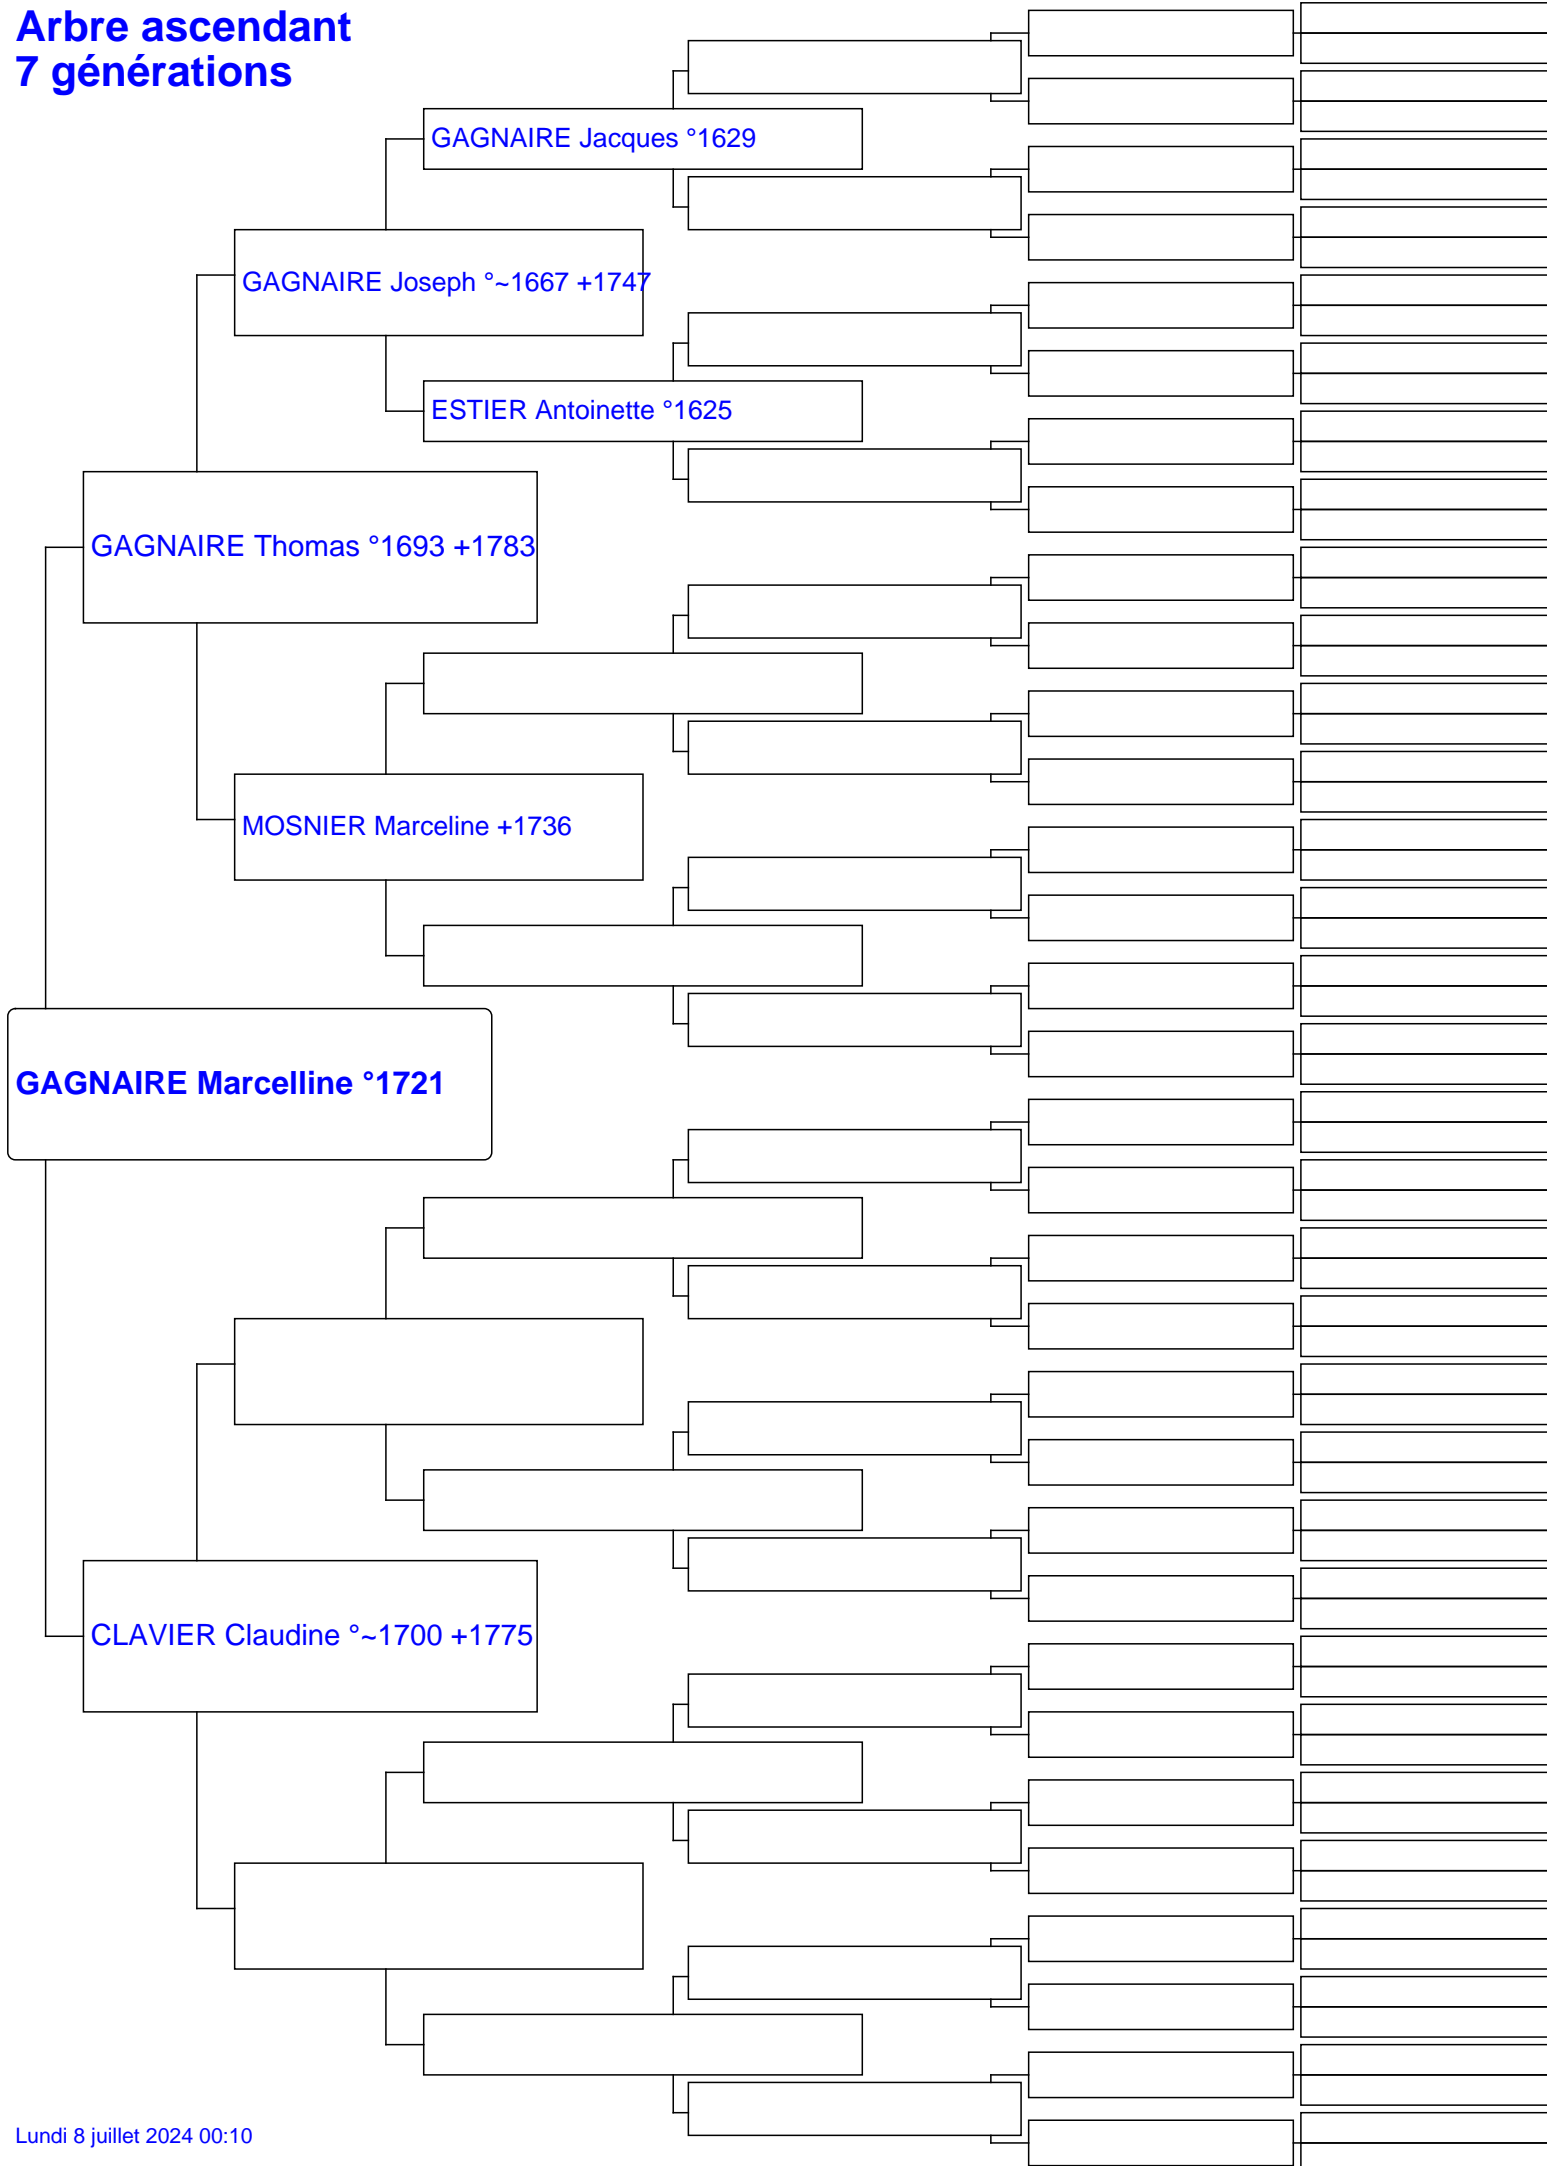 Arbre ascendant
7 générations
GAGNAIRE Jacques °1629
GAGNAIRE Joseph °~1667 +1747
ESTIER Antoinette °1625
GAGNAIRE Thomas °1693 +1783
MOSNIER Marceline +1736
GAGNAIRE Marcelline °1721
CLAVIER Claudine °~1700 +1775
Lundi 8 juillet 2024 00:10